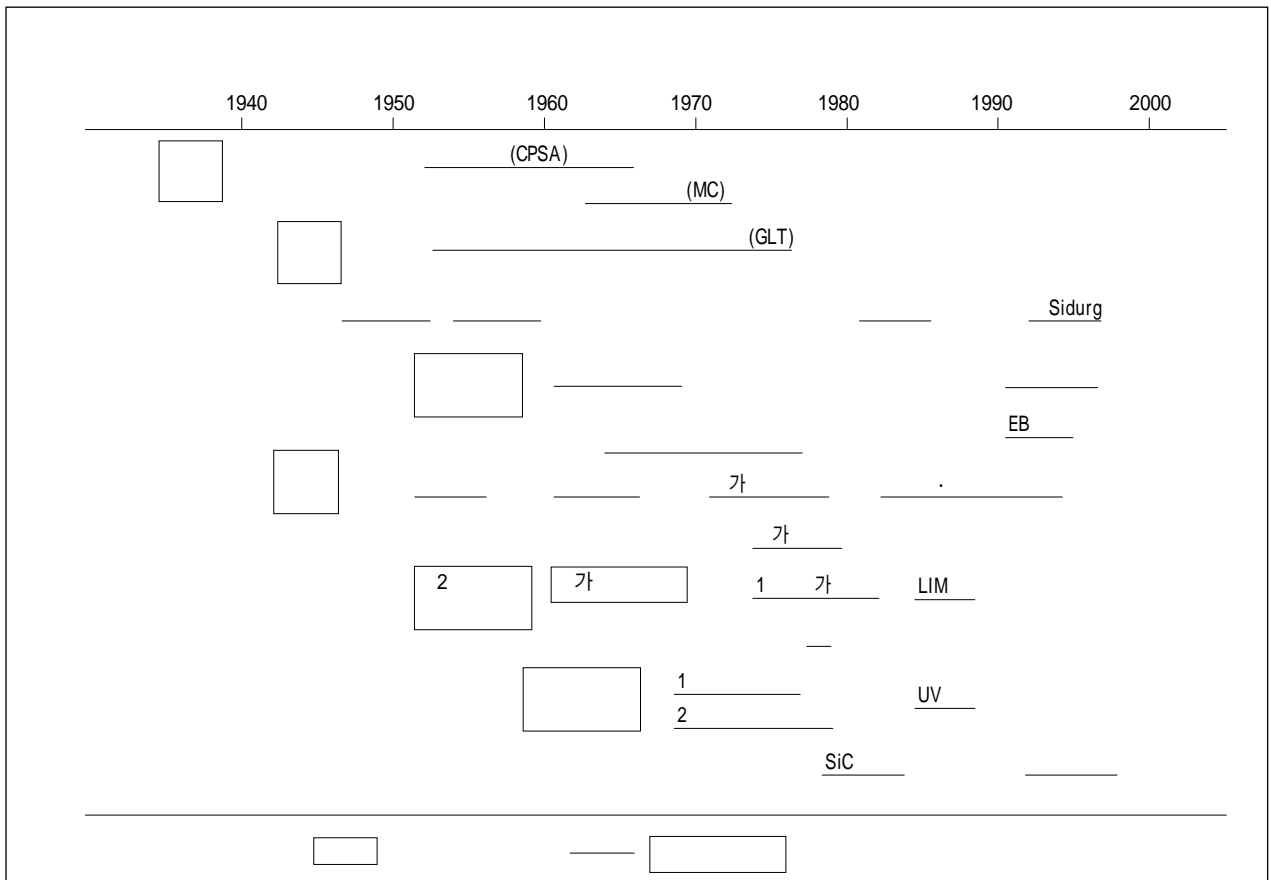 1940 1950 1960 1970 1980 1990 2000
(CPSA)
(MC)
(GLT)
Sidurg
EB
가 ·
가
2 가 1 가 LIM
1
UV
2
SiC